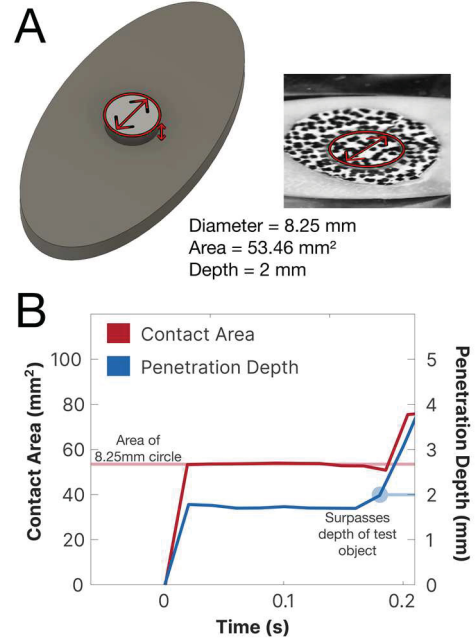 A
Diameter = 8.25 mm
Area = 53.46 mm²
Depth = 2 mm
B
Contact Area
Penetration Depth
Contact Area (mm²)
100
80
60
40
20
0
Area of
8.25mm circle
Surpasses
depth of test
object
5
4
3
2
1
0
Penetration Depth (mm)
0
0.1
0.2
Time (s)